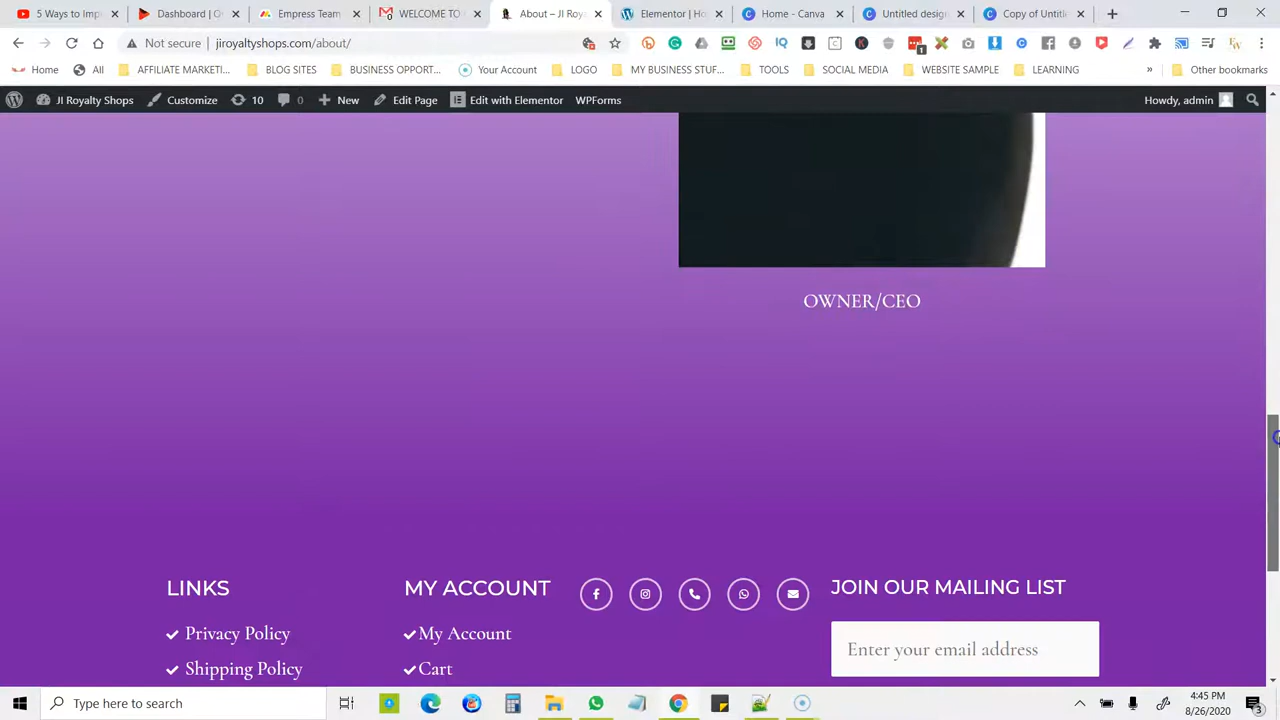 5 Ways to Imp
Dashboard | G
Empress Team
WELCOME T
About – JI Roy
Elementor | Ho
Home - Canva
Untitled design
Copy of Untitle
Not secure
jiroyaltyshops.com/about/
Home
All
AFFILIATE MARKETI...
BLOG SITES
BUSINESS OPPORT...
Your Account
LOGO
MY BUSINESS STUF...
TOOLS
SOCIAL MEDIA
WEBSITE SAMPLE
LEARNING
»
Other bookmarks
JI Royalty Shops
Customize
10
0
New
Edit Page
Edit with Elementor
WPForms
Howdy, admin
OWNER/CEO
LINKS
Privacy Policy
Shipping Policy
MY ACCOUNT
My Account
Cart
JOIN OUR MAILING LIST
Enter your email address
Type here to search
4:45 PM
8/26/2020
3